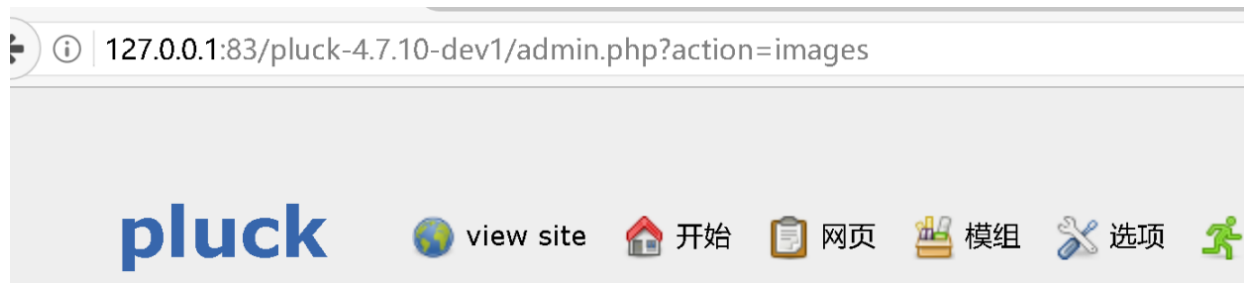 127.0.0.1:83/pluck-4.7.10-dev1/admin.php?action=images
pluck view site 开始 网页 模组 选项